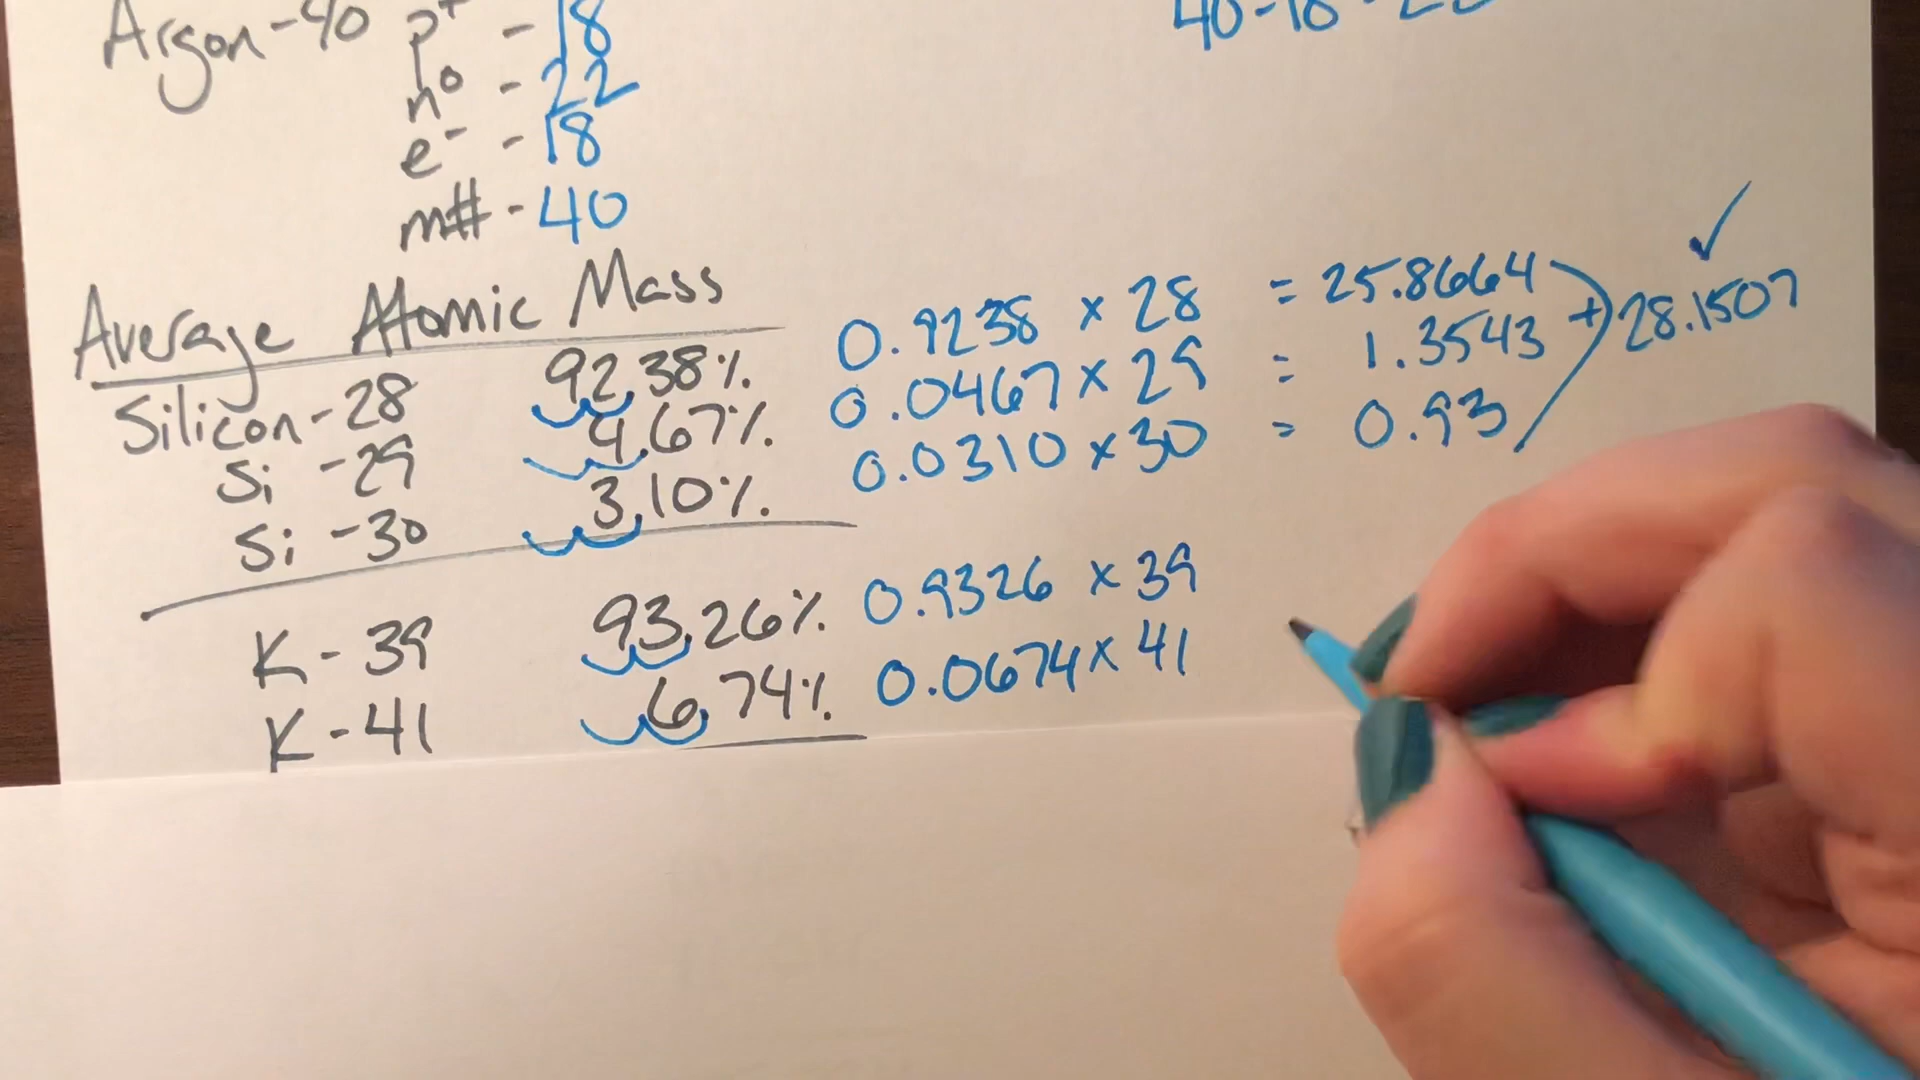 Argon-40 p+ - 18
40-18=22
n° - 22
e- - 18
m# - 40
Average Atomic Mass
Silicon-28 92.38% 0.9238 x 28 = 25.8664
Si -29 4.67% 0.0467 x 29 = 1.3543 + 28.1507 ✓
Si -30 3.10% 0.0310 x 30 = 0.93
K-39 93.26% 0.9326 x 39
K-41 6.74% 0.0674 x 41